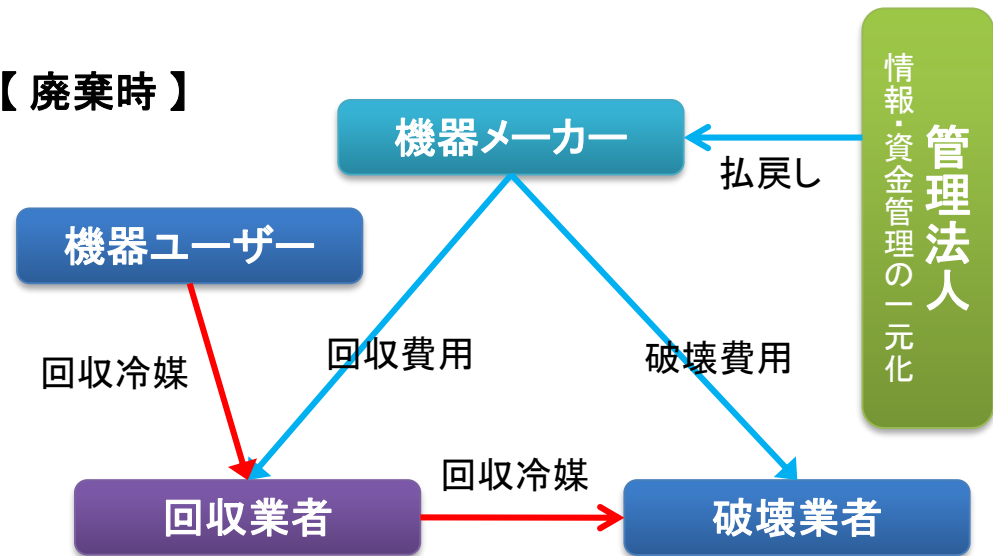 【 廃棄時 】
機器メーカー
払戻し
管理法人
情報・資金管理の一元化
機器ユーザー
回収冷媒
回収費用
破壊費用
回収冷媒
回収業者
破壊業者